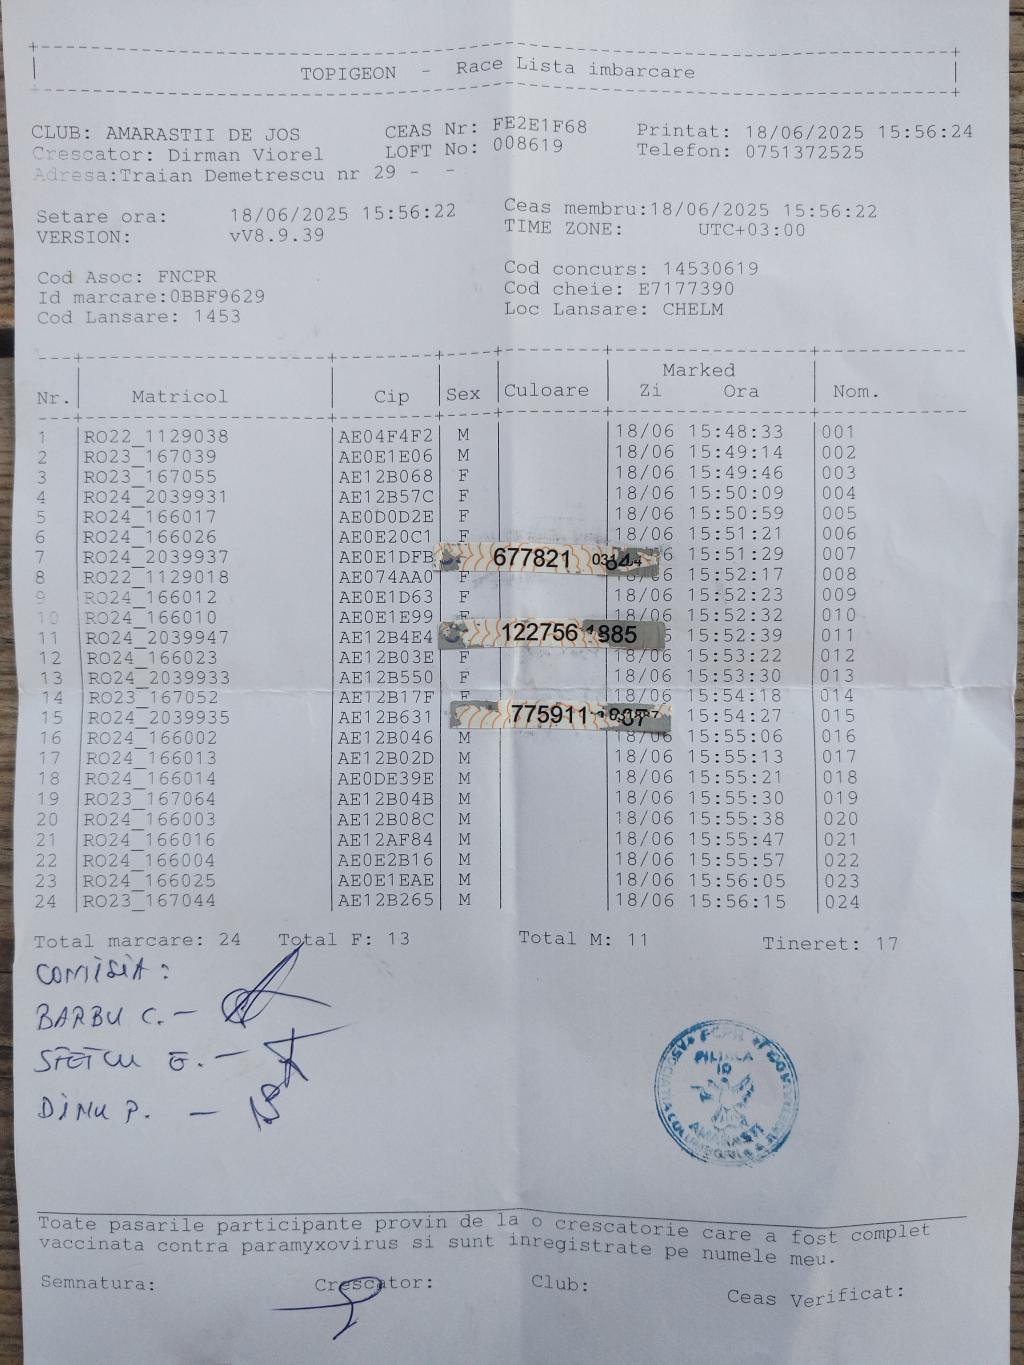 TOPIGEON - Race Lista imbarcare
CLUB: AMARASTII DE JOS CEAS Nr: FE2E1F68 Printat: 18/06/2025 15:56:24
Crescator: Dirman Viorel LOFT No: 008619 Telefon: 0751372525
Adresa:Traian Demetrescu nr 29 - -
Setare ora: 18/06/2025 15:56:22 Ceas membru:18/06/2025 15:56:22
VERSION: vV8.9.39 TIME ZONE: UTC+03:00
Cod Asoc: FNCPR Cod concurs: 14530619
Id marcare:0BBF9629 Cod cheie: E7177390
Cod Lansare: 1453 Loc Lansare: CHELM
Marked
Nr. Matricol Cip Sex Culoare Zi Ora Nom.
1 RO22_1129038 AE04F4F2 M 18/06 15:48:33 001
2 RO23_167039 AE0E1E06 M 18/06 15:49:14 002
3 RO23_167055 AE12B068 F 18/06 15:49:46 003
4 RO24_2039931 AE12B57C F 18/06 15:50:09 004
5 RO24_166017 AE0D0D2E F 18/06 15:50:59 005
6 RO24_166026 AE0E20C1 F 18/06 15:51:21 006
7 RO24_2039937 AE0E1DFB 677821 15:51:29 007
8 RO22_1129018 AE074AA0 F 18/06 15:52:17 008
9 RO24_166012 AE0E1D63 F 18/06 15:52:23 009
10 RO24_166010 AE0E1E99 F 18/06 15:52:32 010
11 RO24_2039947 AE12B4E4 122756 15:52:39 011
12 RO24_166023 AE12B03E F 18/06 15:53:22 012
13 RO24_2039933 AE12B550 F 18/06 15:53:30 013
14 RO23_167052 AE12B17F F 18/06 15:54:18 014
15 RO24_2039935 AE12B631 775911 15:54:27 015
16 RO24_166002 AE12B046 M 18/06 15:55:06 016
17 RO24_166013 AE12B02D M 18/06 15:55:13 017
18 RO24_166014 AE0DE39E M 18/06 15:55:21 018
19 RO23_167064 AE12B04B M 18/06 15:55:30 019
20 RO24_166003 AE12B08C M 18/06 15:55:38 020
21 RO24_166016 AE12AF84 M 18/06 15:55:47 021
22 RO24_166004 AE0E2B16 M 18/06 15:55:57 022
23 RO24_166025 AE0E1EAE M 18/06 15:56:05 023
24 RO23_167044 AE12B265 M 18/06 15:56:15 024
Total marcare: 24 Total F: 13 Total M: 11 Tineret: 17
COMISIA:
BARBU C. -
SFETCU G. -
DINU P. -
FILIALA
10
AMARASTI
Toate pasarile participante provin de la o crescatorie care a fost complet
vaccinata contra paramyxovirus si sunt inregistrate pe numele meu.
Semnatura: Crescator: Club: Ceas Verificat: